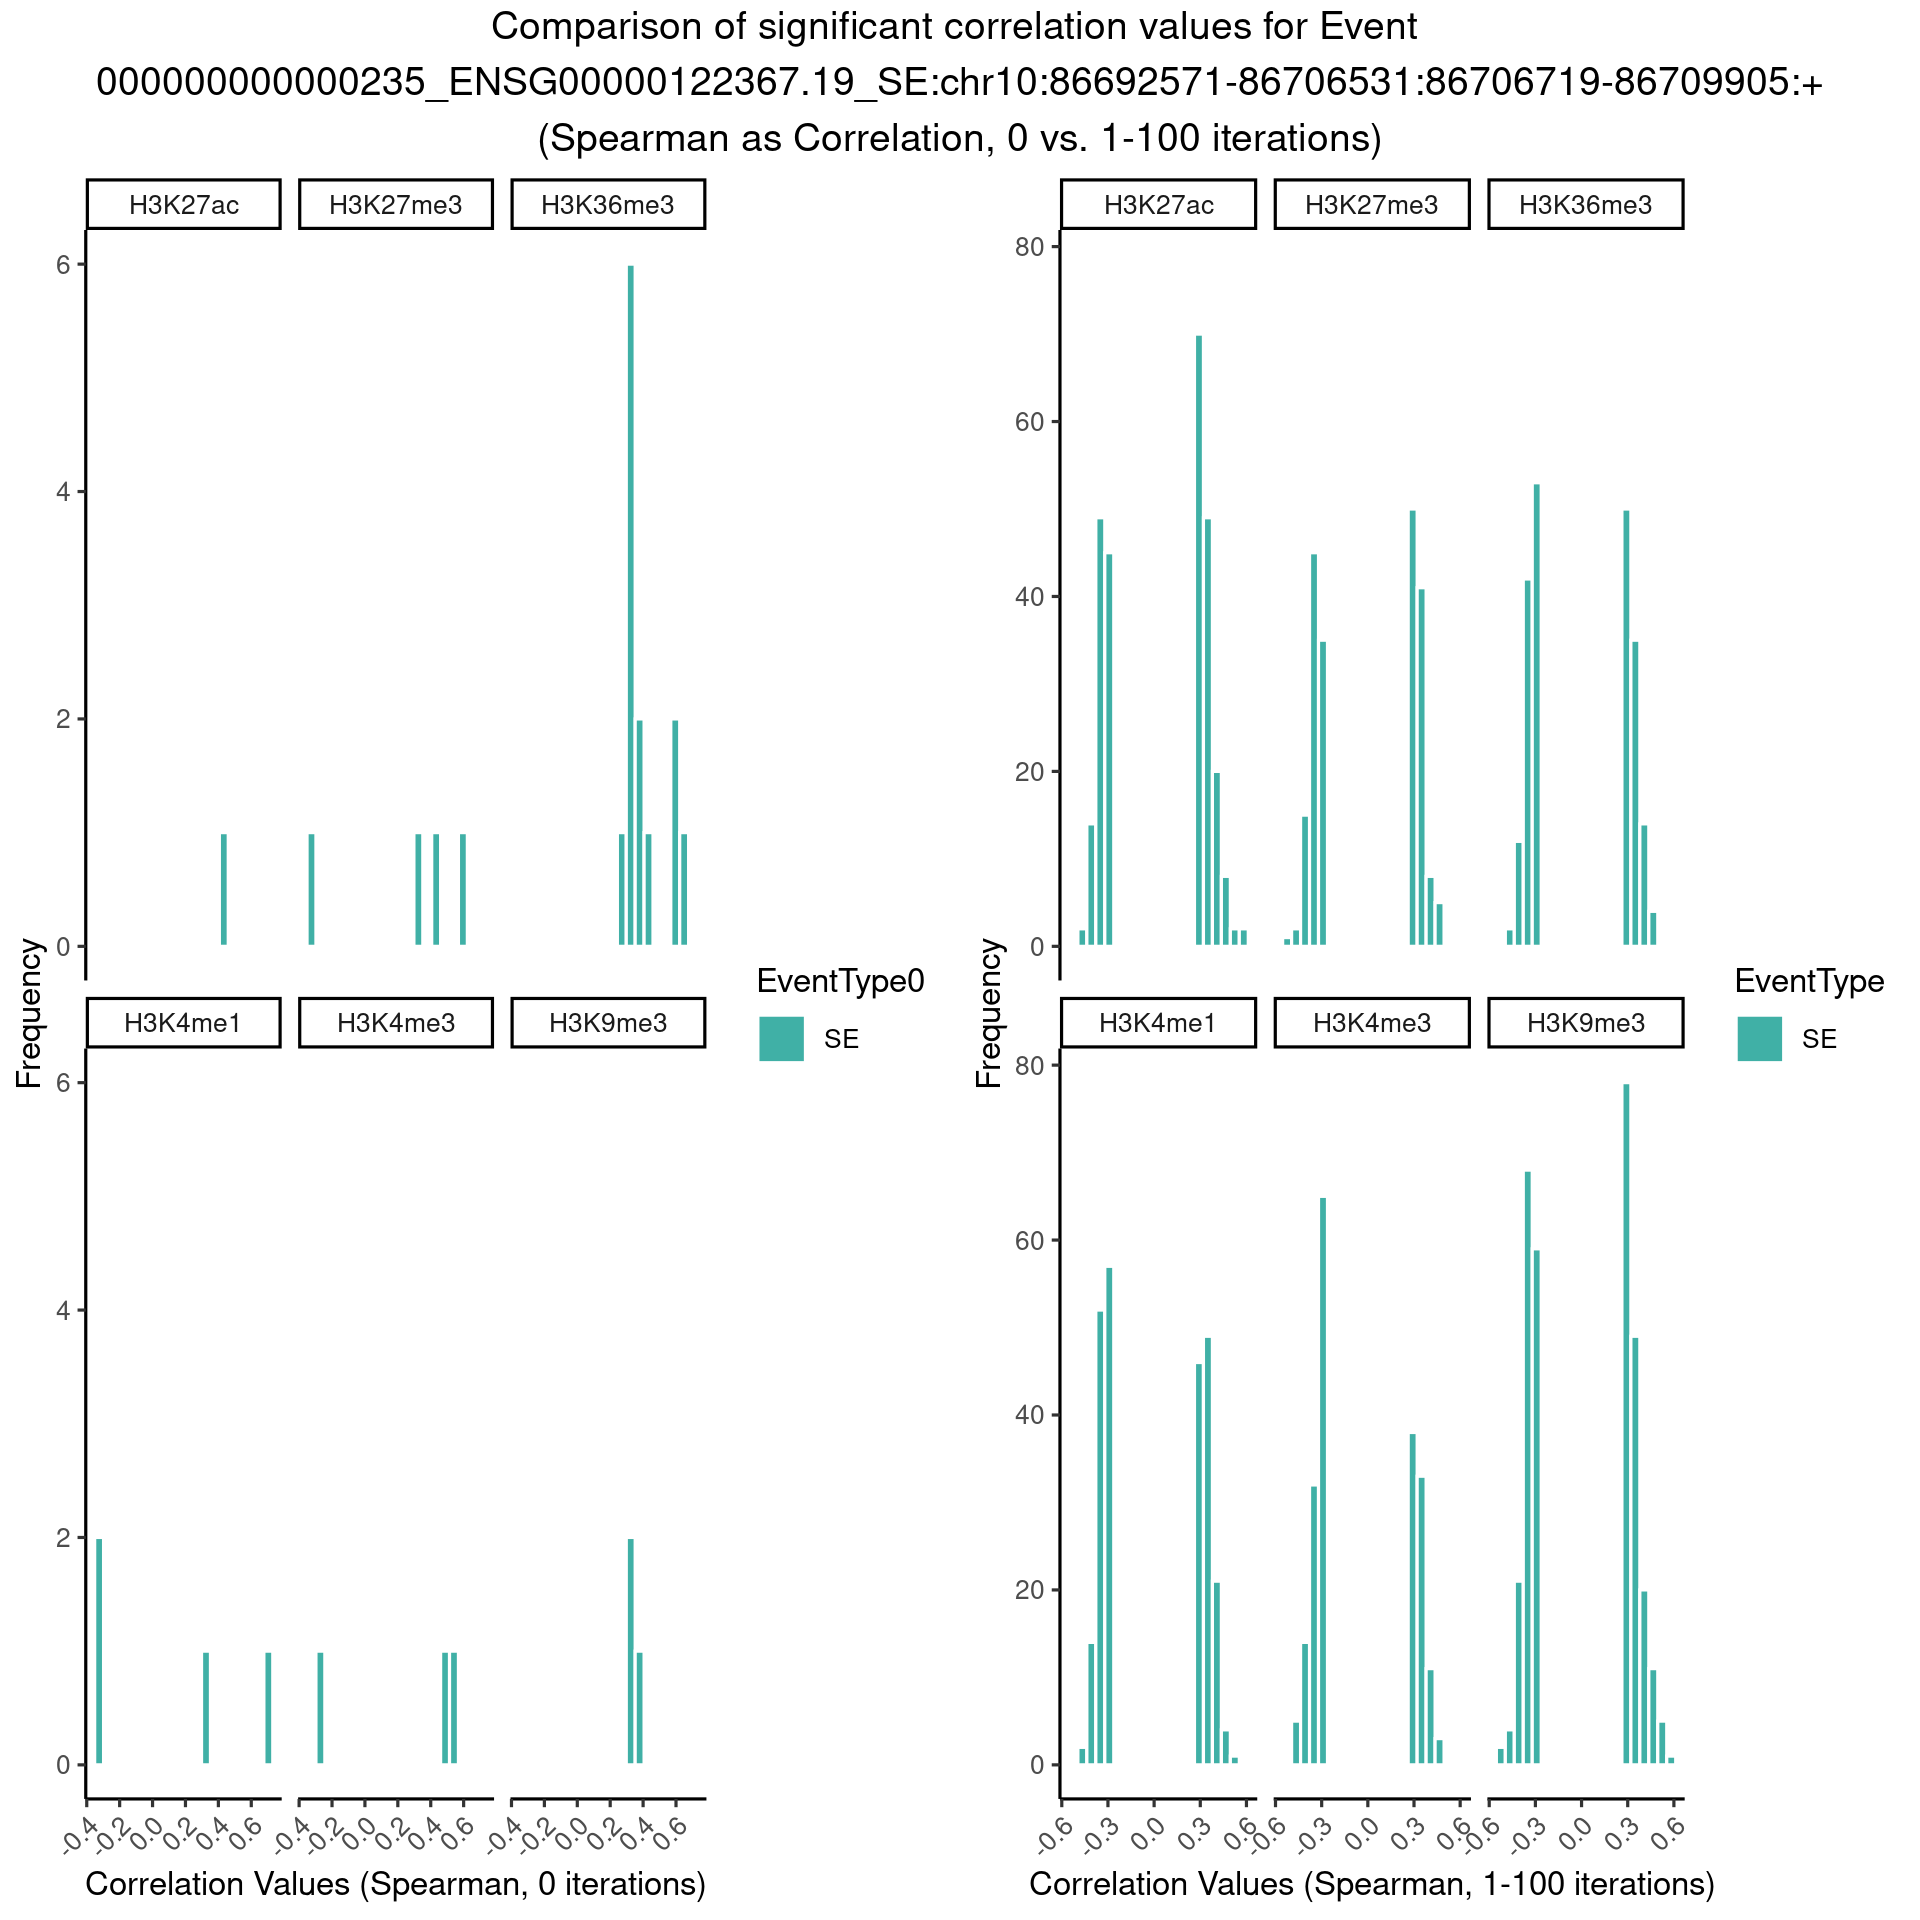 Comparison of significant correlation values for Event
000000000000235_ENSG00000122367.19_SE:chr10:86692571-86706531:86706719-86709905:+
(Spearman as Correlation, 0 vs. 1-100 iterations)
H3K27ac H3K27me3 H3K36me3
6
4
2
0
H3K4me1 H3K4me3 H3K9me3
6
4
2
0
Frequency
-0.4 -0.2 -0.0 0.2 0.4 0.6 -0.4 -0.2 -0.0 0.2 0.4 0.6 -0.4 -0.2 -0.0 0.2 0.4 0.6
Correlation Values (Spearman, 0 iterations)
EventType0
SE
H3K27ac H3K27me3 H3K36me3
80
60
40
20
0
H3K4me1 H3K4me3 H3K9me3
80
60
40
20
0
Frequency
-0.6 -0.3 0.0 0.3 0.6 -0.6 -0.3 0.0 0.3 0.6 -0.6 -0.3 0.0 0.3 0.6
Correlation Values (Spearman, 1-100 iterations)
EventType
SE